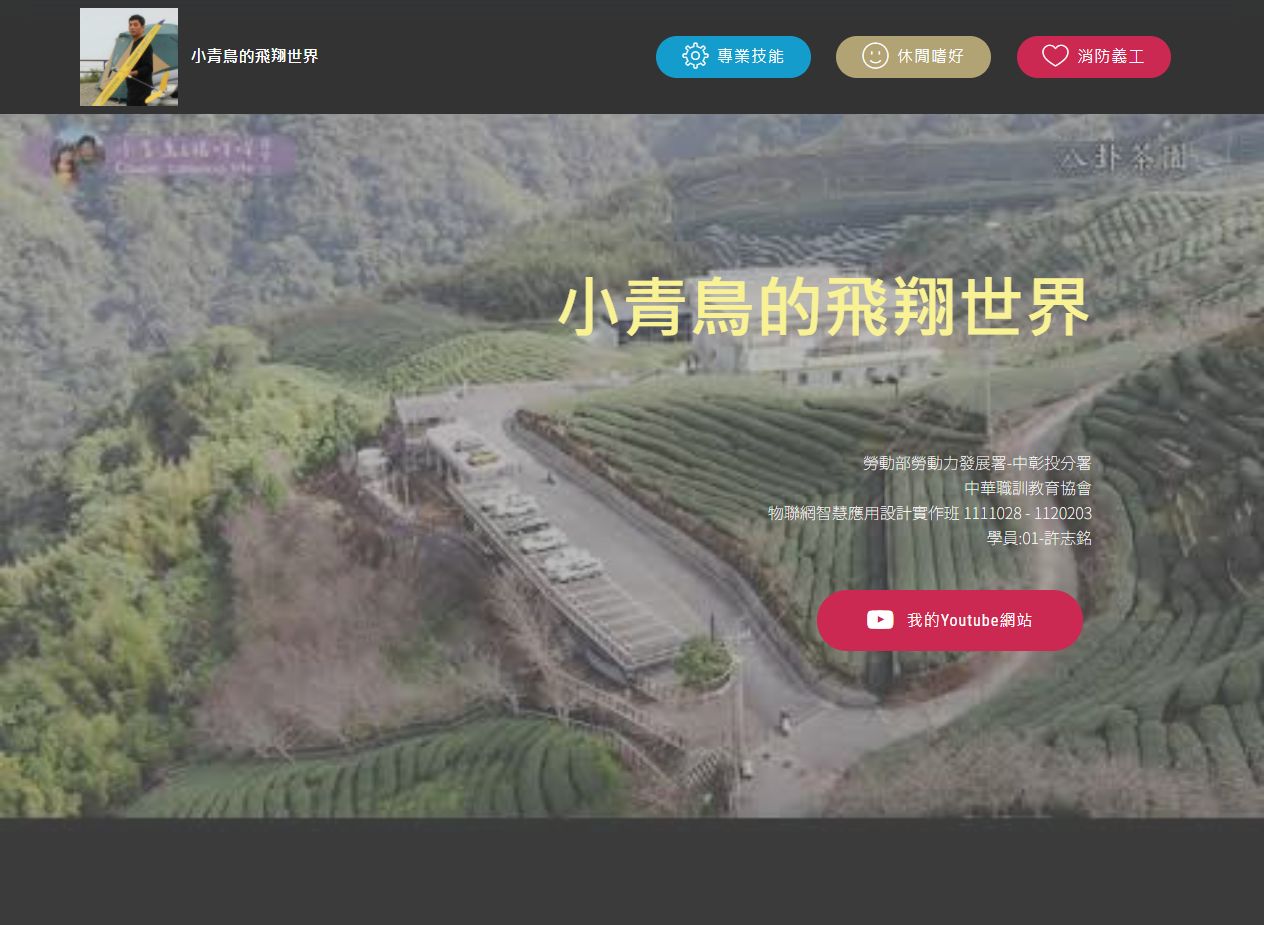 小青鳥的飛翔世界
專業技能
休閒嗜好
消防義工
八卦茶園
小青鳥的飛翔世界
勞動部勞動力發展署-中彰投分署
中華職訓教育協會
物聯網智慧應用設計實作班 1111028 - 1120203
學員:01-許志銘
我的Youtube網站